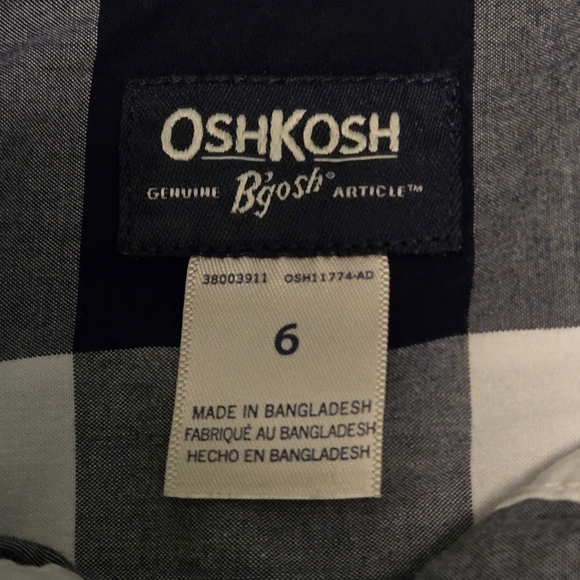 OSHKOSH
GENUINE B'gosh® ARTICLE™
38003911 OSH11774-AD
6
MADE IN BANGLADESH
FABRIQUÉ AU BANGLADESH
HECHO EN BANGLADESH